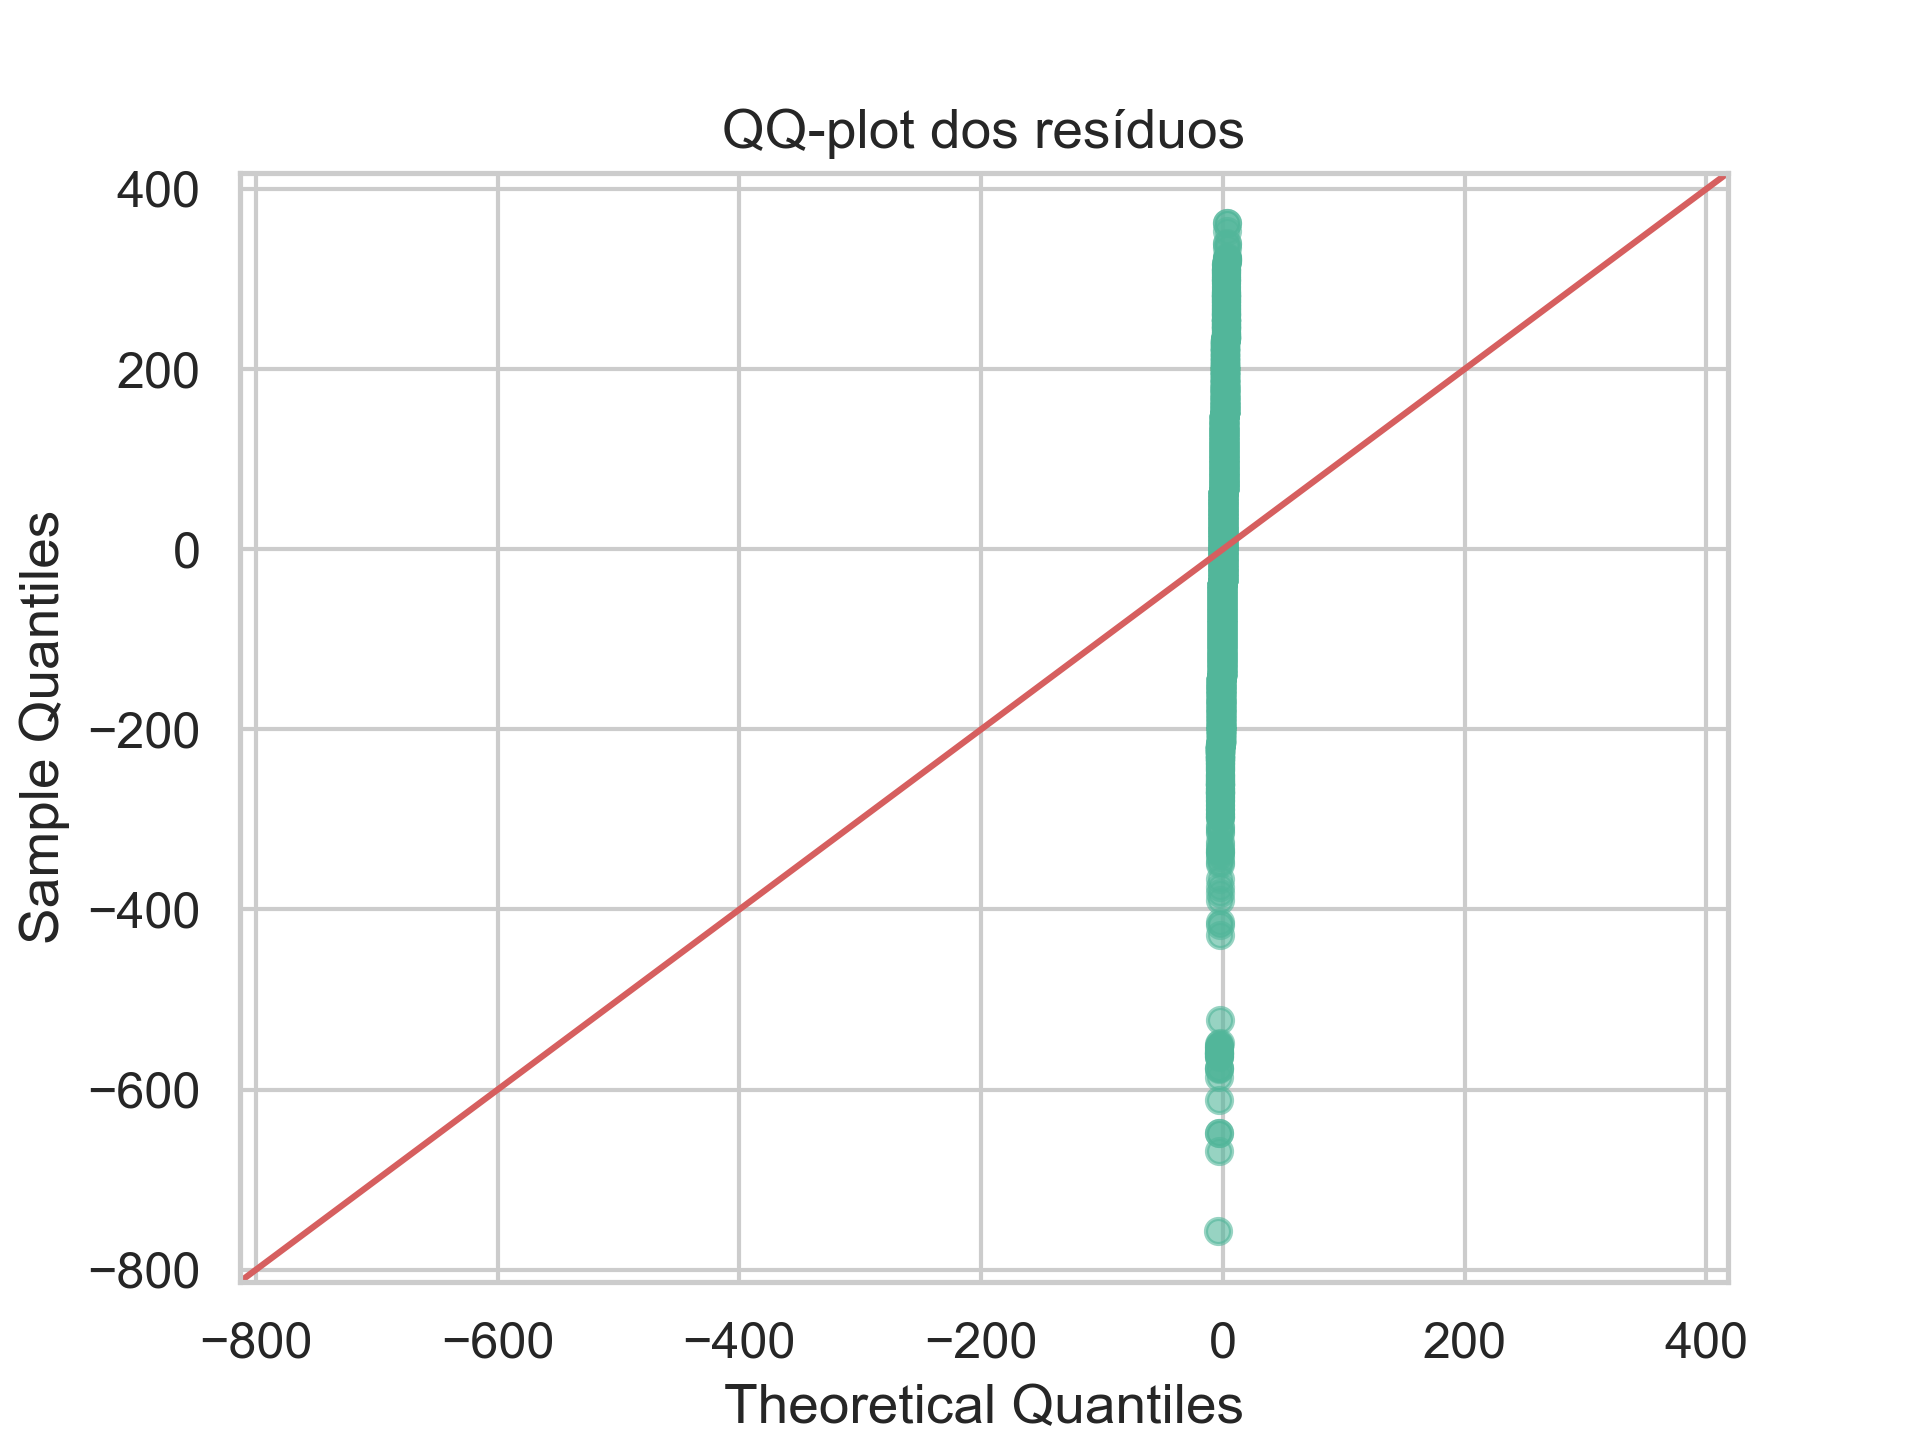 QQ-plot dos resíduos
400
200
0
−200
−400
−600
−800
Sample Quantiles
−800 −600 −400 −200 0 200 400
Theoretical Quantiles